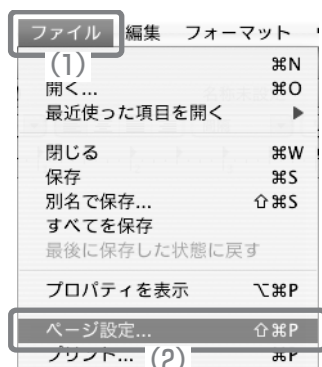 ファイル 編集 フォーマット
(1) ⌘N
開く... ⌘O
最近使った項目を開く ▶
閉じる ⌘W
保存 ⌘S
別名で保存... ⇧⌘S
すべてを保存
最後に保存した状態に戻す
プロパティを表示 ⌥⌘P
ページ設定... ⇧⌘P
プリント... (2) ⌘P